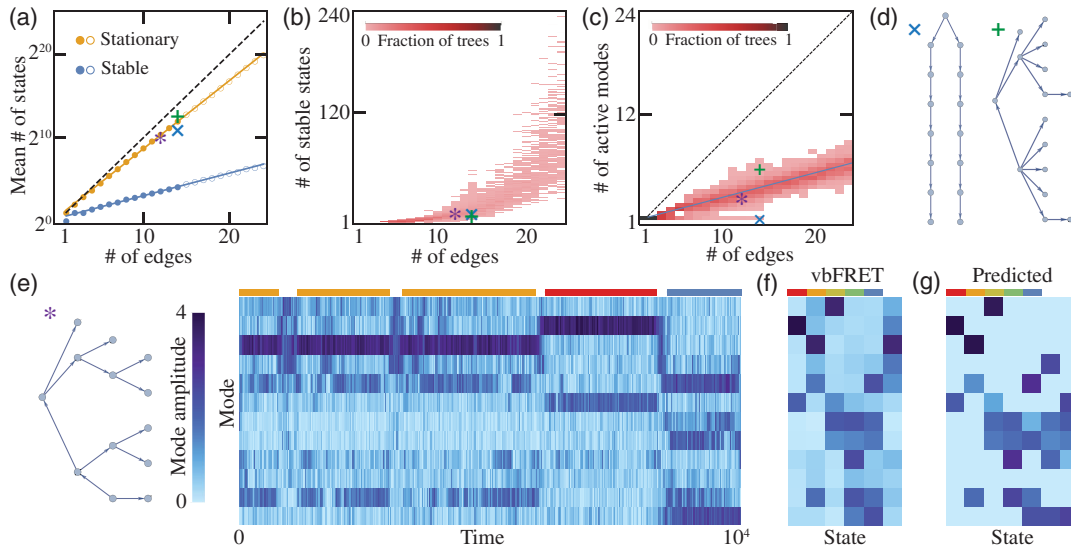 (a)
Mean # of states
2^20
2^10
2^0
Stationary
Stable
1 10 20
# of edges
(b)
# of stable states
240
120
1
0 Fraction of trees 1
1 10 20
# of edges
(c)
# of active modes
24
12
1
0 Fraction of trees 1
1 10 20
# of edges
(d)
(e)
*
4
Mode amplitude
0
Mode
0 Time 10^4
(f)
vbFRET
State
(g)
Predicted
State